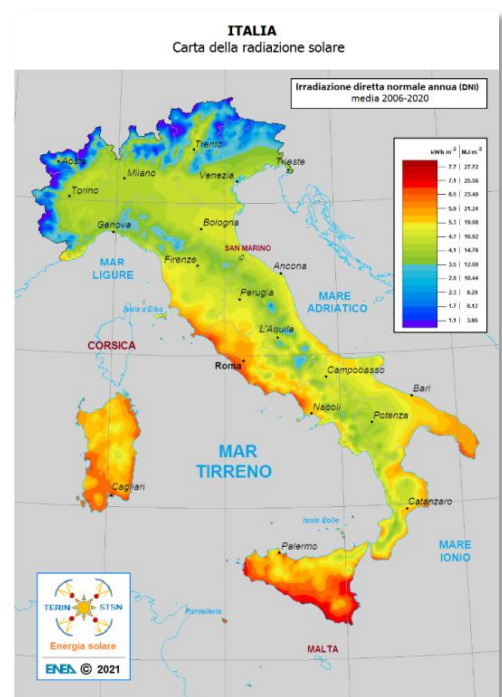 ITALIA
Carta della radiazione solare
Irradiazione diretta normale annua (DNI)
media 2006-2020
kWh m-2 | MJ m-2
7.7 | 27.72
7.1 | 25.56
6.5 | 23.40
5.9 | 21.24
5.3 | 19.08
4.7 | 16.92
4.1 | 14.76
3.5 | 12.60
2.9 | 10.44
2.3 | 8.28
1.7 | 6.12
1.1 | 3.96
Aosta
Trento
Trieste
Milano
Venezia
Torino
Genova
Bologna
SAN MARINO
MAR
LIGURE
Firenze
Ancona
Perugia
MARE
ADRIATICO
Isola d'Elba
L'Aquila
CORSICA
Roma
Campobasso
Bari
Napoli
Potenza
MAR
TIRRENO
Cagliari
Catanzaro
Isole Eolie
Palermo
MARE
IONIO
Pantelleria
MALTA
TERIN STSN
Energia solare
ENEA © 2021